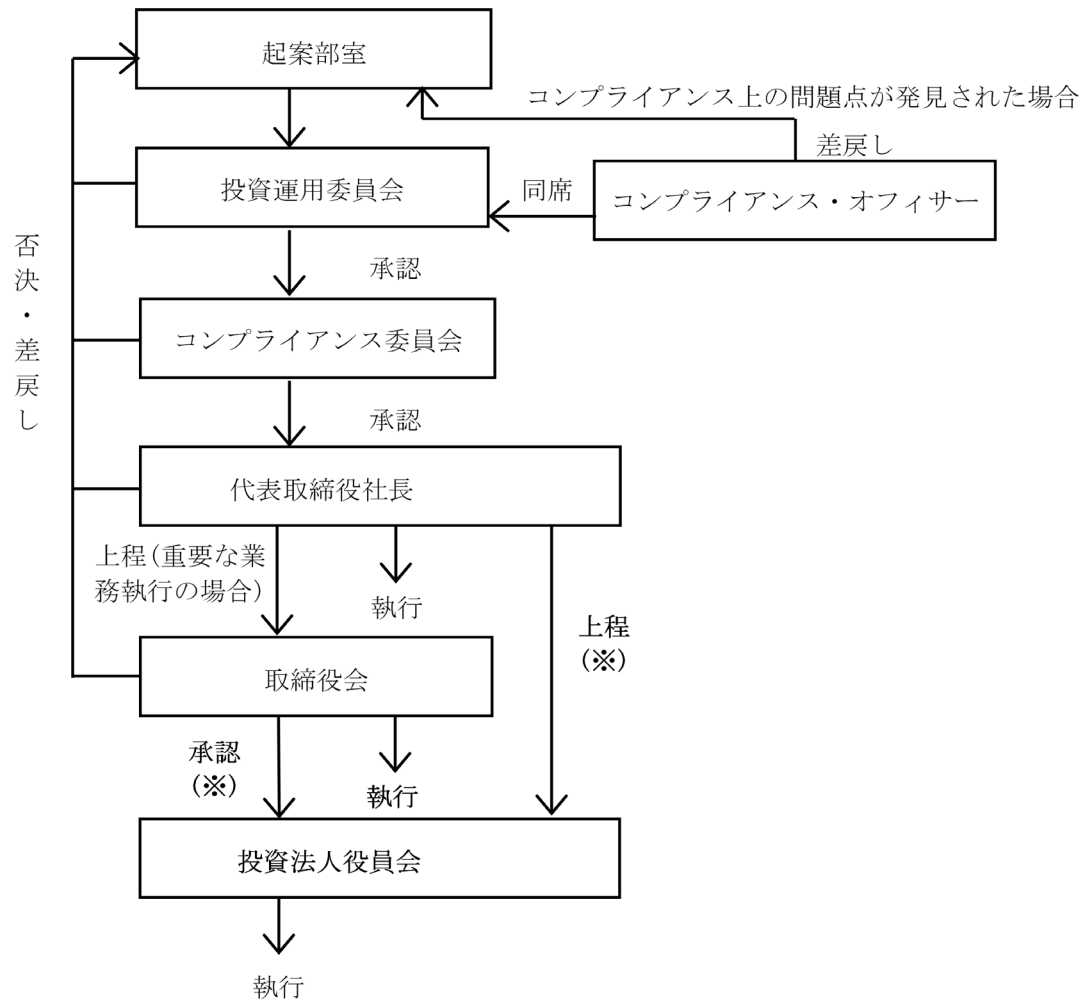 起案部室
コンプライアンス上の問題点が発見された場合
差戻し
投資運用委員会
同席
コンプライアンス・オフィサー
否決・差戻し
承認
コンプライアンス委員会
承認
代表取締役社長
上程(重要な業
務執行の場合)
執行
上程
(※)
取締役会
承認
(※)
執行
投資法人役員会
執行